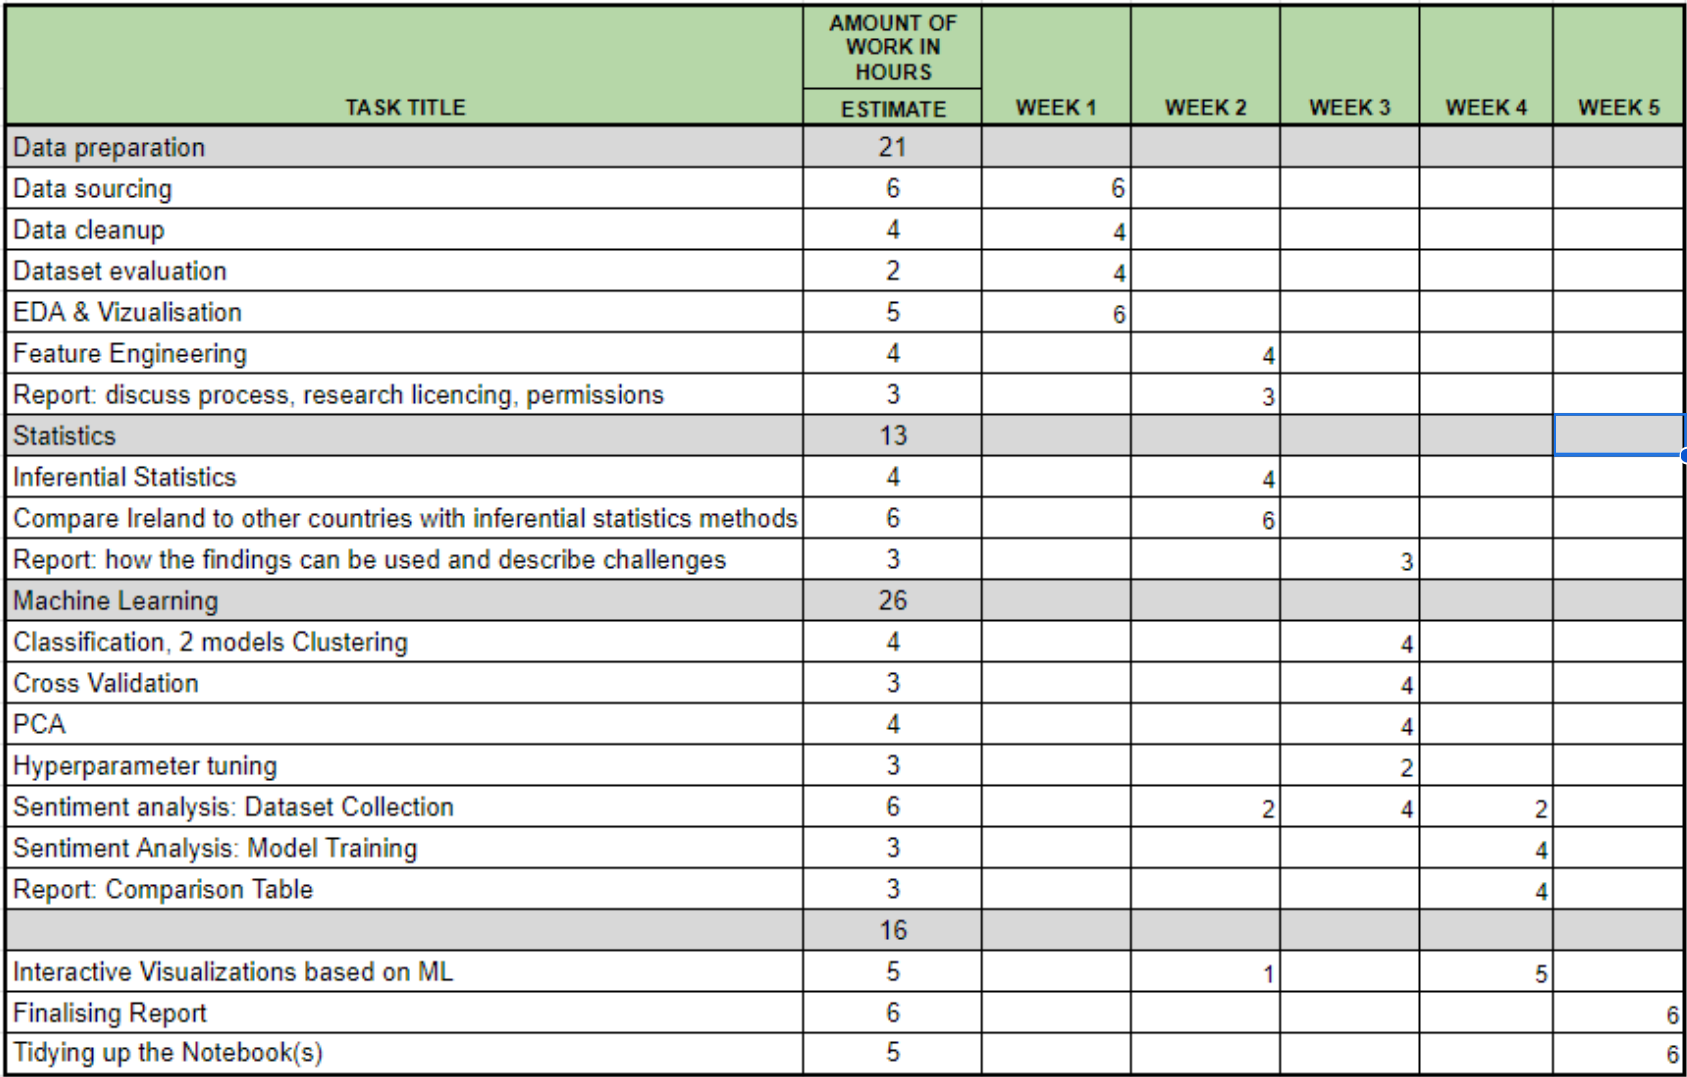 AMOUNT OF
WORK IN
HOURS
TASK TITLE ESTIMATE WEEK 1 WEEK 2 WEEK 3 WEEK 4 WEEK 5
Data preparation 21
Data sourcing 6 6
Data cleanup 4 4
Dataset evaluation 2 4
EDA & Vizualisation 5 6
Feature Engineering 4 4
Report: discuss process, research licencing, permissions 3 3
Statistics 13
Inferential Statistics 4 4
Compare Ireland to other countries with inferential statistics methods 6 6
Report: how the findings can be used and describe challenges 3 3
Machine Learning 26
Classification, 2 models Clustering 4 4
Cross Validation 3 4
PCA 4 4
Hyperparameter tuning 3 2
Sentiment analysis: Dataset Collection 6 2 4 2
Sentiment Analysis: Model Training 3 4
Report: Comparison Table 3 4
16
Interactive Visualizations based on ML 5 1 5
Finalising Report 6 6
Tidying up the Notebook(s) 5 6